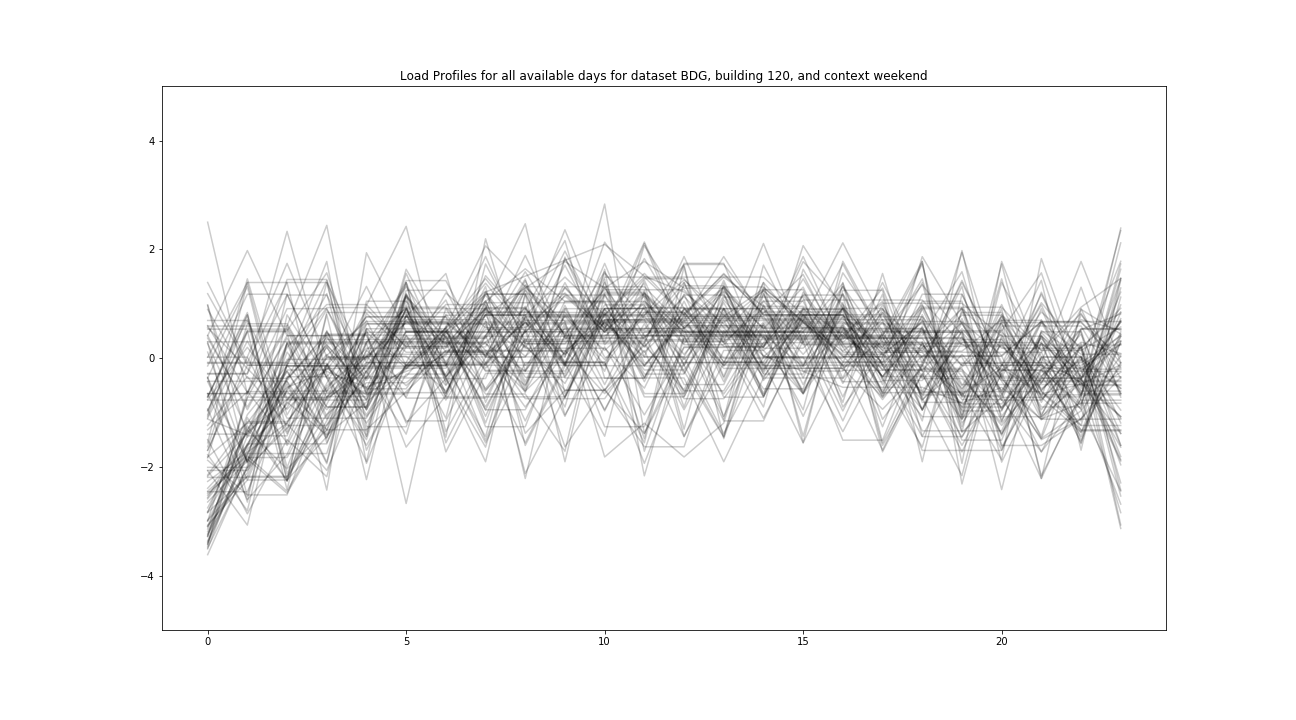 Load Profiles for all available days for dataset BDG, building 120, and context weekend
4
2
0
−2
−4
0 5 10 15 20